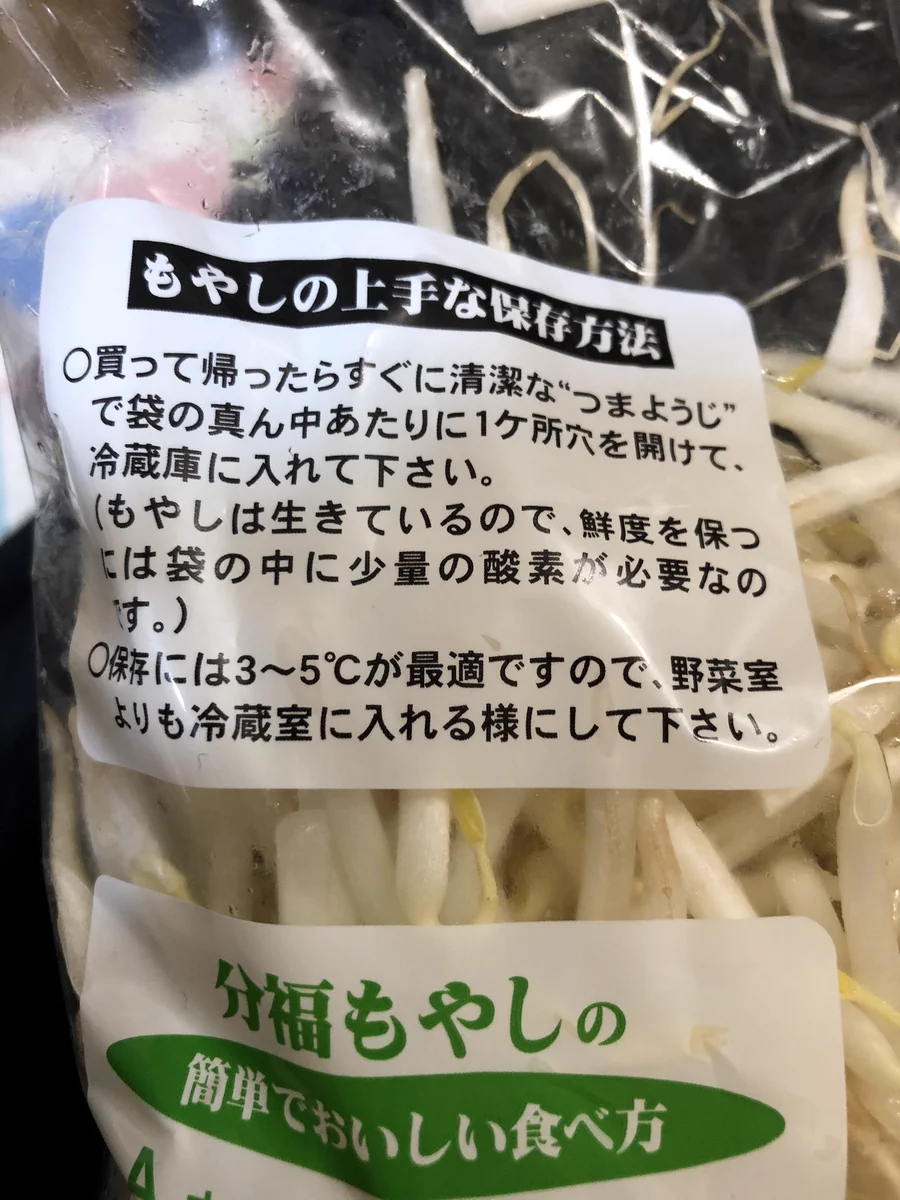 もやしの上手な保存方法
○買って帰ったらすぐに清潔な“つまようじ”
で袋の真ん中あたりに1ケ所穴を開けて、
冷蔵庫に入れて下さい。
(もやしは生きているので、鮮度を保つ
には袋の中に少量の酸素が必要なの
です。)
○保存には3〜5℃が最適ですので、野菜室
よりも冷蔵室に入れる様にして下さい。
分福もやしの
簡単でおいしい食べ方